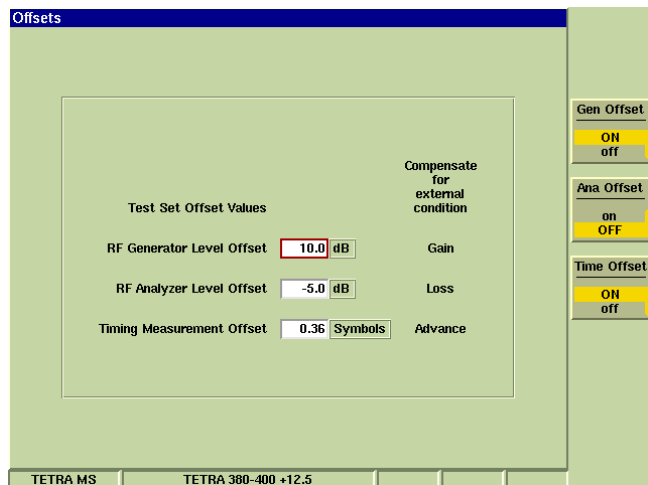 Offsets
Gen Offset
ON
off
Compensate
for
external
condition
Test Set Offset Values
Ana Offset
on
OFF
RF Generator Level Offset 10.0 dB Gain
Time Offset
RF Analyzer Level Offset -5.0 dB Loss
ON
off
Timing Measurement Offset 0.36 Symbols Advance
TETRA MS TETRA 380-400 +12.5